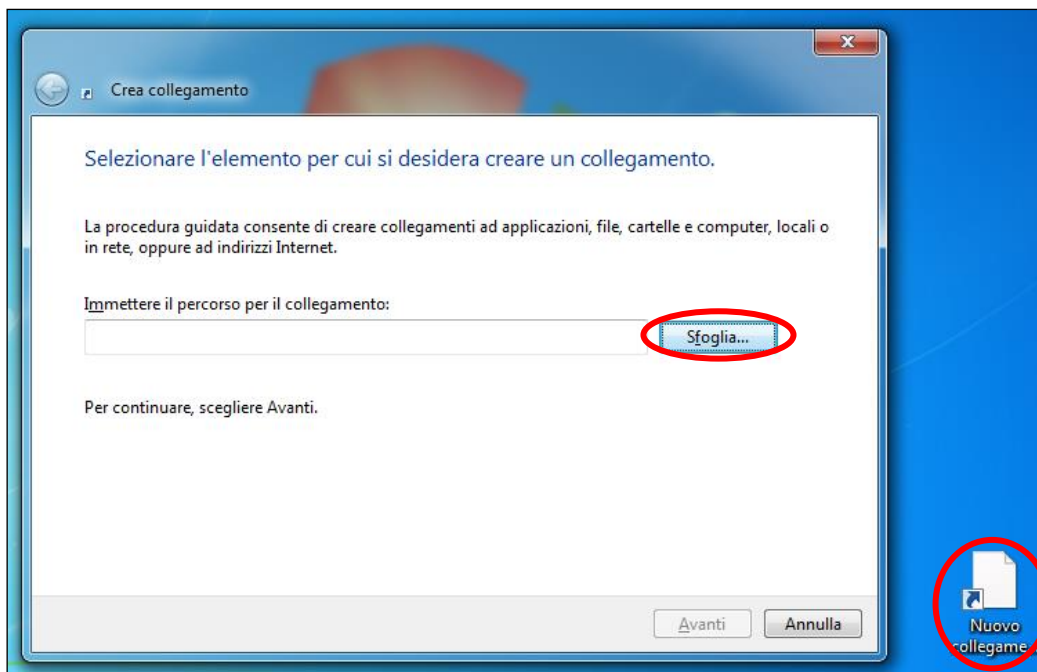 Crea collegamento
Selezionare l'elemento per cui si desidera creare un collegamento.
La procedura guidata consente di creare collegamenti ad applicazioni, file, cartelle e computer, locali o
in rete, oppure ad indirizzi Internet.
Immettere il percorso per il collegamento:
Sfoglia...
Per continuare, scegliere Avanti.
Avanti
Annulla
Nuovo
collegame...